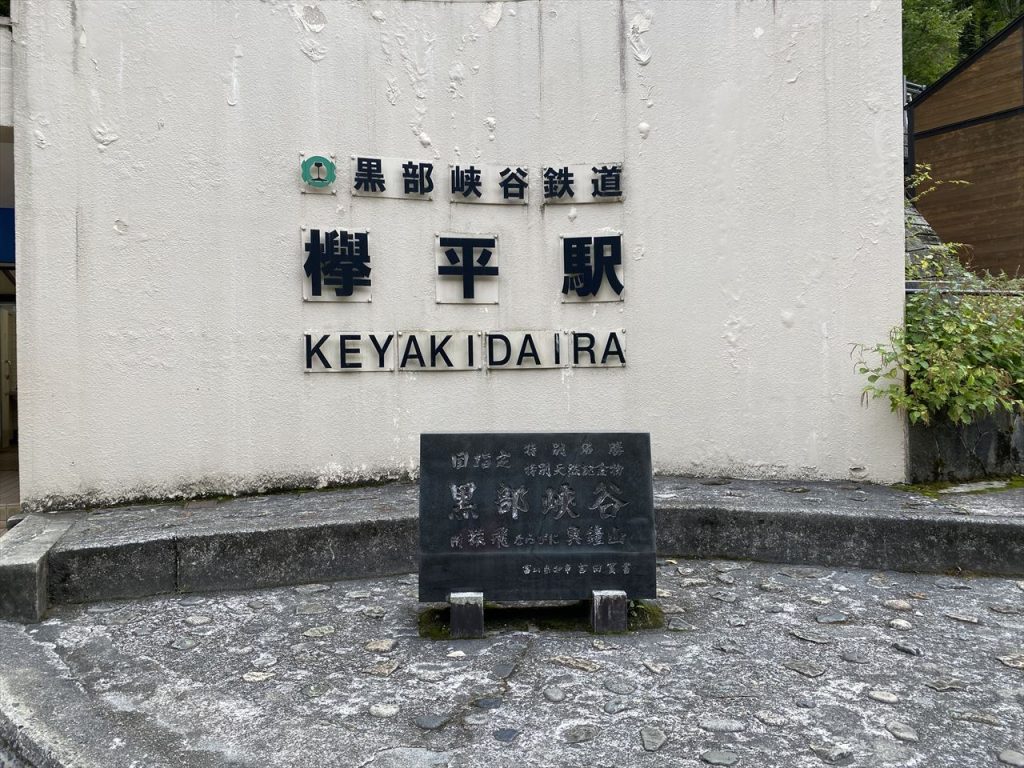 黒部峡谷鉄道
欅平駅
KEYAKIDAIRA
国指定 特別名勝
特別天然記念物
黒部峡谷
附猿飛ならびに奥鐘山